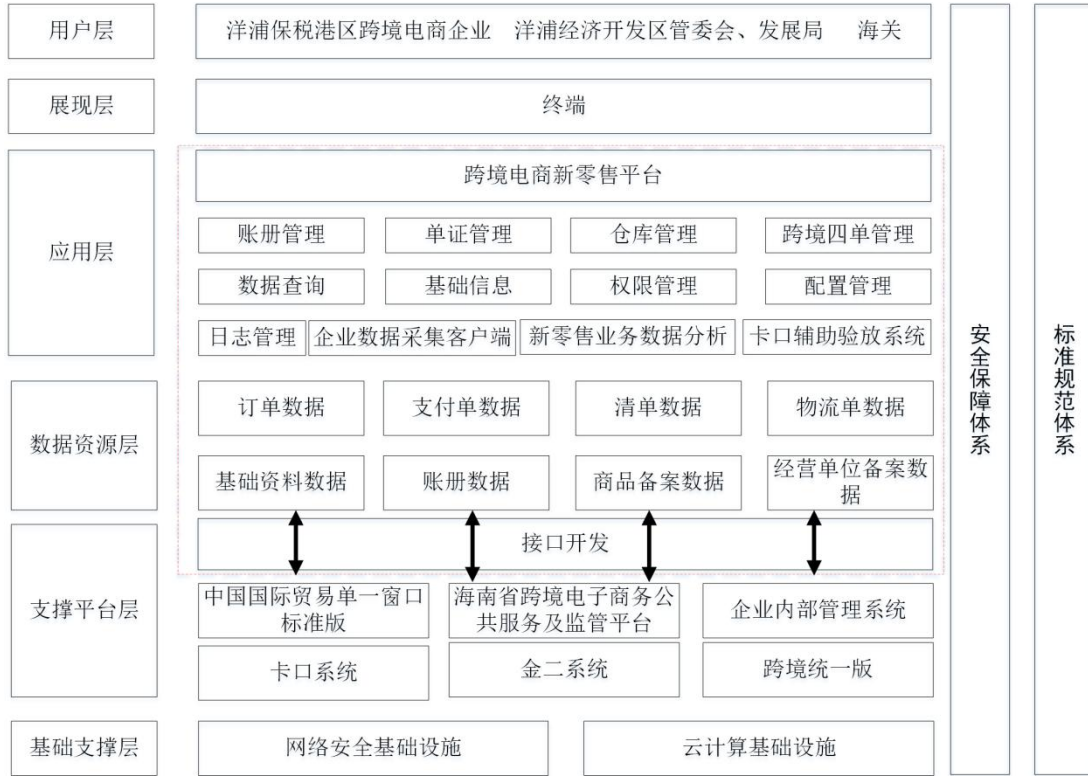 用户层
洋浦保税港区跨境电商企业 洋浦经济开发区管委会、发展局 海关
展现层
终端
应用层
跨境电商新零售平台
账册管理 单证管理 仓库管理 跨境四单管理
数据查询 基础信息 权限管理 配置管理
日志管理 企业数据采集客户端 新零售业务数据分析 卡口辅助验放系统
数据资源层
订单数据 支付单数据 清单数据 物流单数据
基础资料数据 账册数据 商品备案数据 经营单位备案数
据
支撑平台层
接口开发
中国国际贸易单一窗口
标准版
海南省跨境电子商务公
共服务及监管平台
企业内部管理系统
卡口系统 金二系统 跨境统一版
基础支撑层
网络安全基础设施 云计算基础设施
安全保障体系
标准规范体系